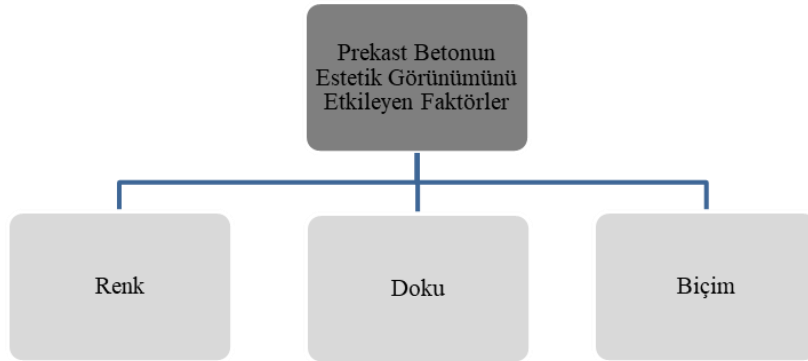 Prekast Betonun
Estetik Görünümünü
Etkileyen Faktörler
Renk
Doku
Biçim